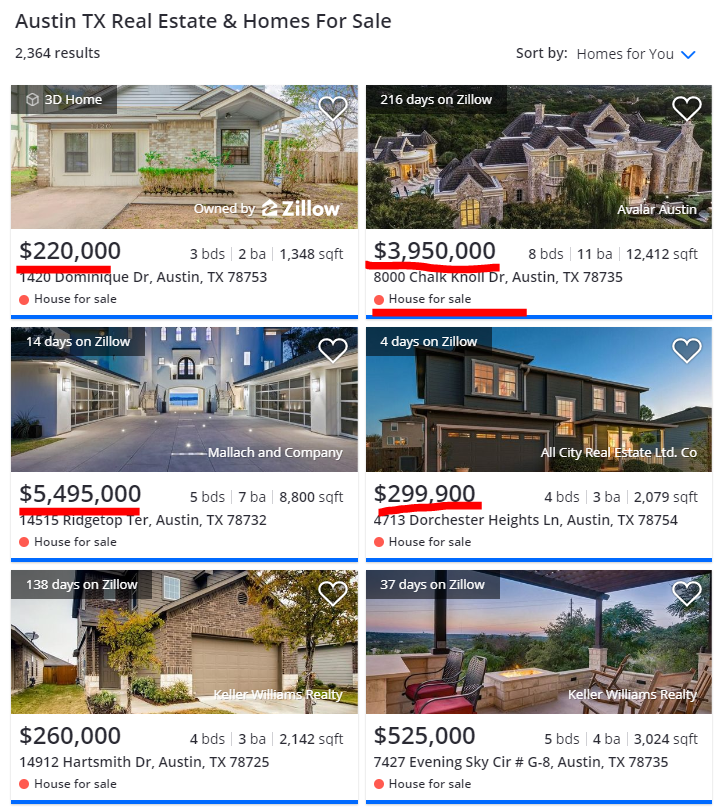 Austin TX Real Estate & Homes For Sale
2,364 results
Sort by: Homes for You
3D Home
Owned by Zillow
$220,000 3 bds | 2 ba | 1,348 sqft
1420 Dominique Dr, Austin, TX 78753
House for sale
216 days on Zillow
Avalar Austin
$3,950,000 8 bds | 11 ba | 12,412 sqft
8000 Chalk Knoll Dr, Austin, TX 78735
House for sale
14 days on Zillow
Mallach and Company
$5,495,000 5 bds | 7 ba | 8,800 sqft
14515 Ridgetop Ter, Austin, TX 78732
House for sale
4 days on Zillow
All City Real Estate Ltd. Co
$299,900 4 bds | 3 ba | 2,079 sqft
4713 Dorchester Heights Ln, Austin, TX 78754
House for sale
138 days on Zillow
Keller Williams Realty
$260,000 4 bds | 3 ba | 2,142 sqft
14912 Hartsmith Dr, Austin, TX 78725
House for sale
37 days on Zillow
Keller Williams Realty
$525,000 5 bds | 4 ba | 3,024 sqft
7427 Evening Sky Cir # G-8, Austin, TX 78735
House for sale